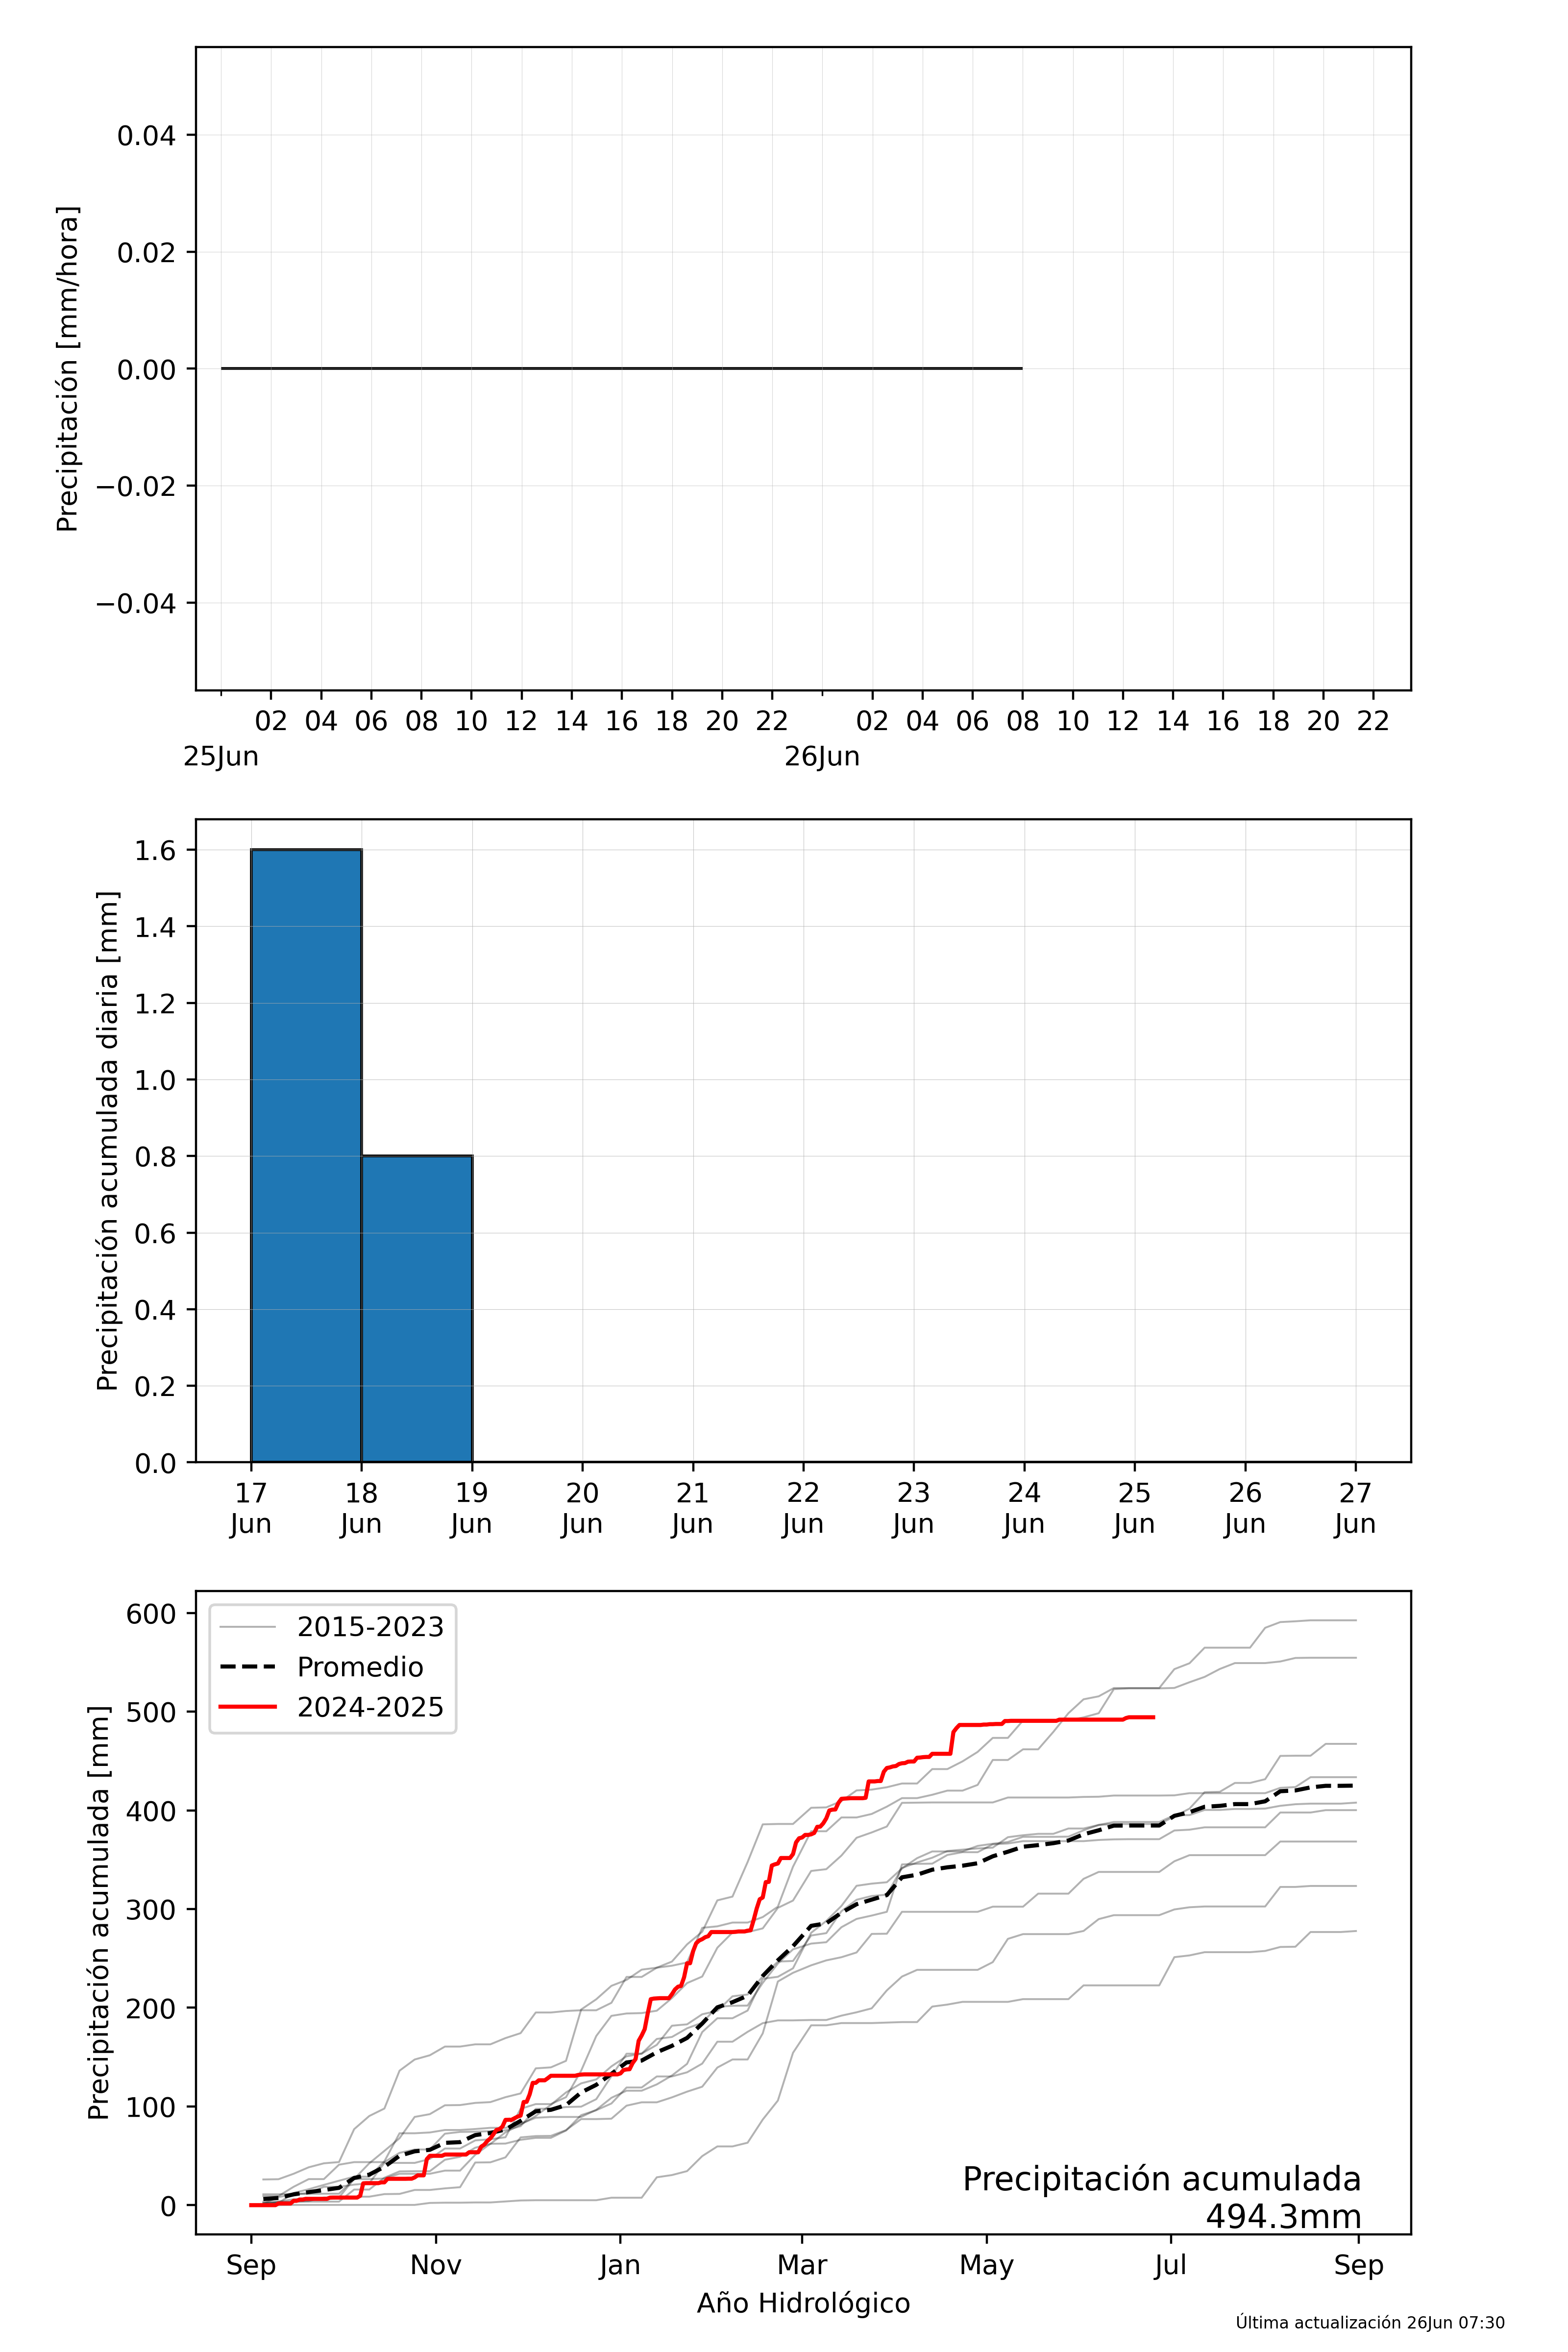 0.04
0.02
0.00
−0.02
−0.04
Precipitación [mm/hora]
02 04 06 08 10 12 14 16 18 20 22 02 04 06 08 10 12 14 16 18 20 22
25Jun 26Jun
1.6
1.4
1.2
1.0
0.8
0.6
0.4
0.2
0.0
Precipitación acumulada diaria [mm]
17 18 19 20 21 22 23 24 25 26 27
Jun Jun Jun Jun Jun Jun Jun Jun Jun Jun Jun
600
500
400
300
200
100
0
Precipitación acumulada [mm]
2015-2023
Promedio
2024-2025
Precipitación acumulada
494.3mm
Sep Nov Jan Mar May Jul Sep
Año Hidrológico
Última actualización 26Jun 07:30